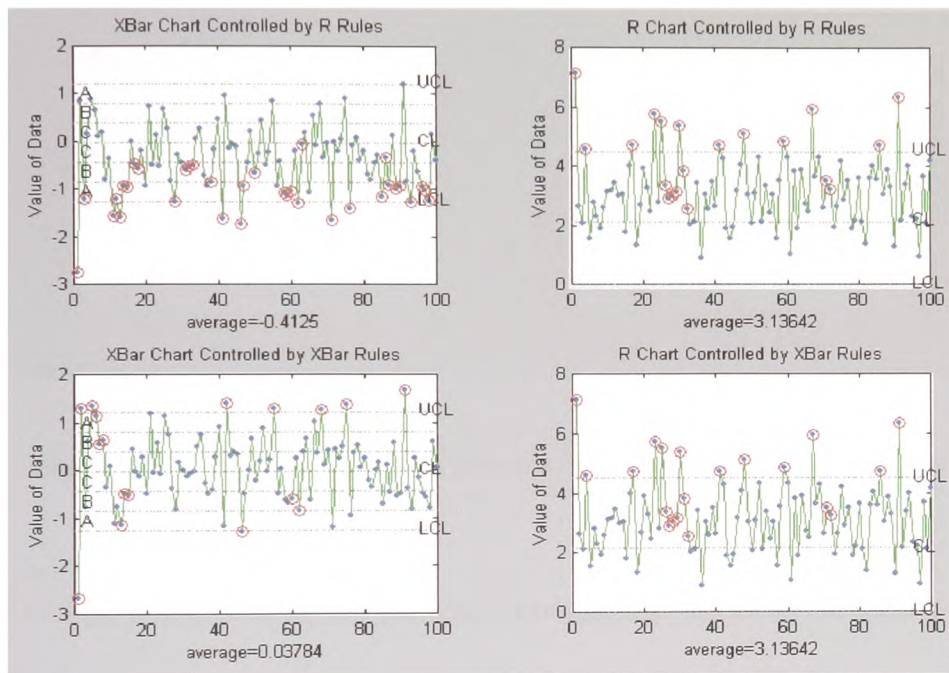 XBar Chart Controlled by R Rules
Value of Data
2
1
0
-1
-2
-3
UCL
A
B
C
CL
C
B
A
LCL
0 20 40 60 80 100
average=-0.4125
R Chart Controlled by R Rules
Value of Data
8
6
4
2
0
UCL
CL
LCL
0 20 40 60 80 100
average=3.13642
XBar Chart Controlled by XBar Rules
Value of Data
2
1
0
-1
-2
-3
UCL
A
B
C
CL
C
B
A
LCL
0 20 40 60 80 100
average=0.03784
R Chart Controlled by XBar Rules
Value of Data
8
6
4
2
0
UCL
CL
LCL
0 20 40 60 80 100
average=3.13642